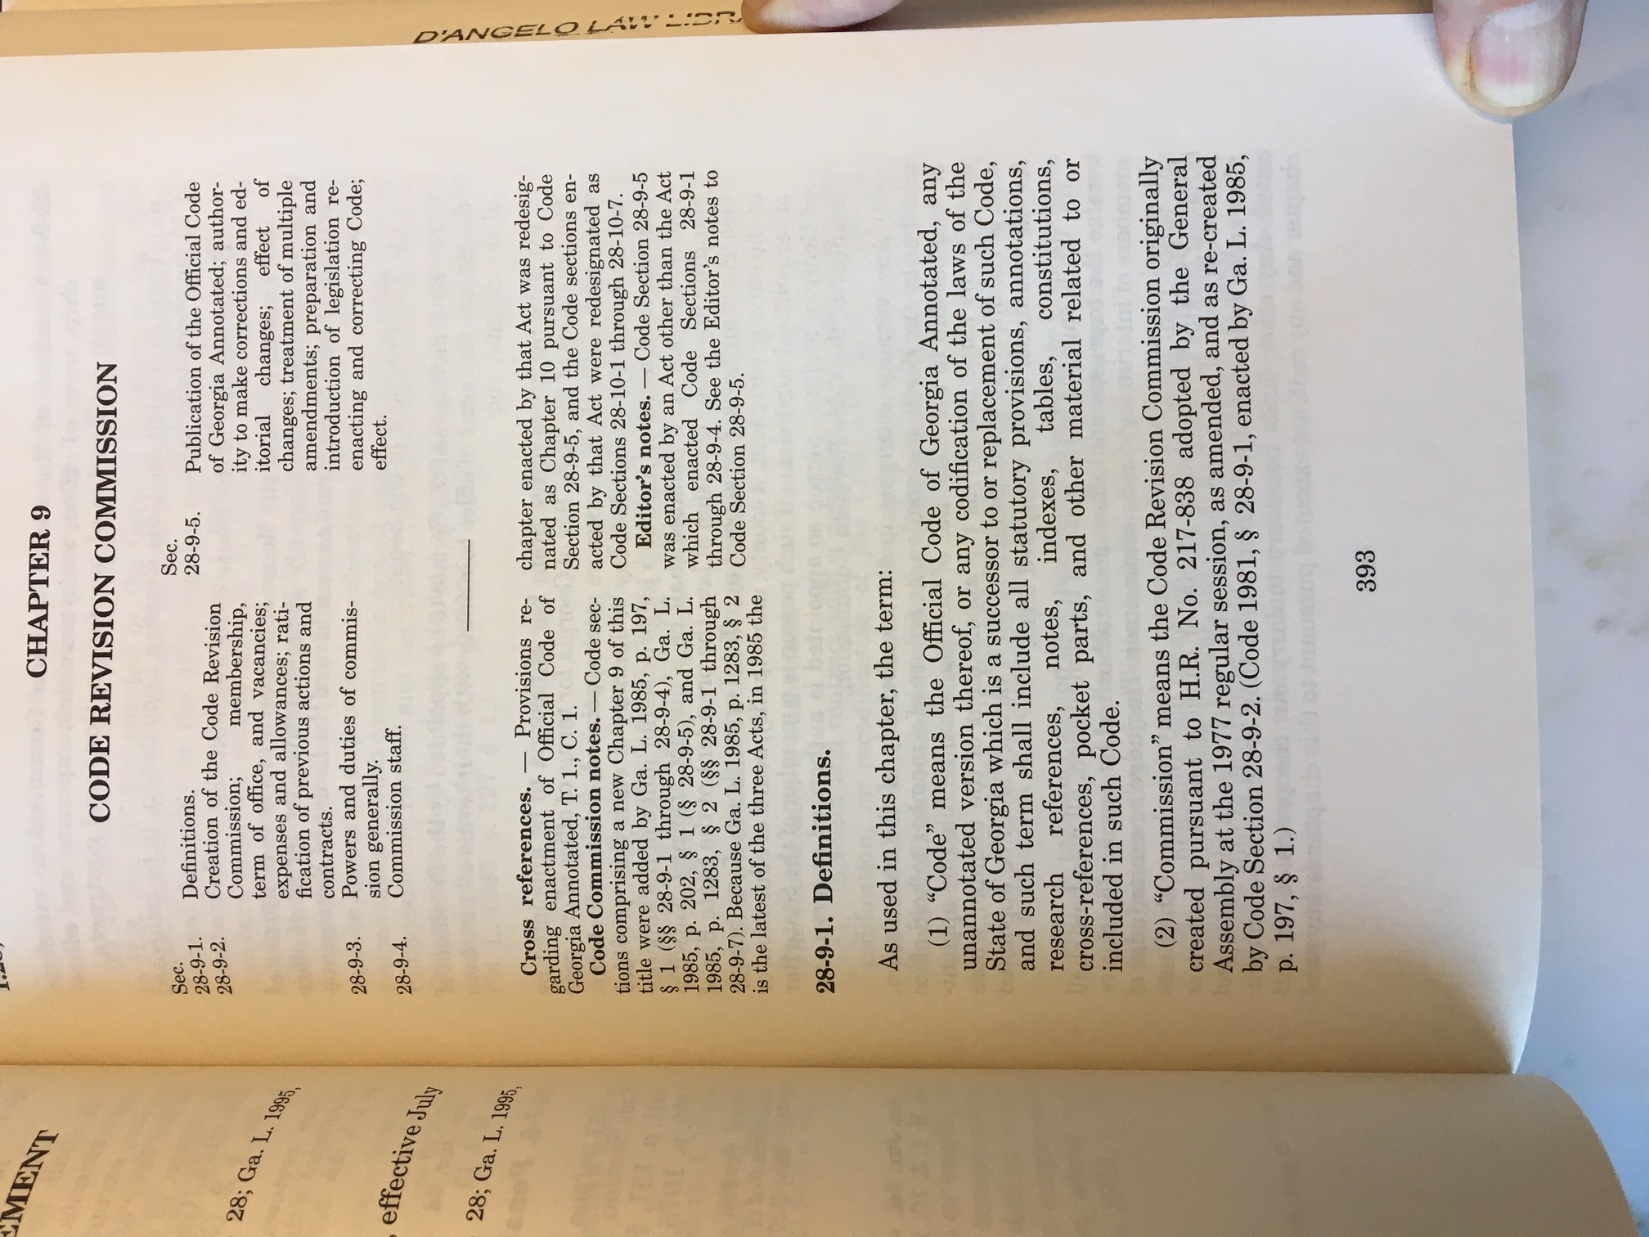 D'ANGELO LAW
CHAPTER 9
CODE REVISION COMMISSION
Sec.
28-9-1. Definitions.
28-9-2. Creation of the Code Revision
Commission; membership,
term of office, and vacancies;
expenses and allowances; rati-
fication of previous actions and
contracts.
28-9-3. Powers and duties of commis-
sion generally.
28-9-4. Commission staff.
Sec.
28-9-5. Publication of the Official Code
of Georgia Annotated; author-
ity to make corrections and ed-
itorial changes; effect of
changes; treatment of multiple
amendments; preparation and
introduction of legislation re-
enacting and correcting Code;
effect.
Cross references. — Provisions re-
garding enactment of Official Code of
Georgia Annotated, T. 1., C. 1.
Code Commission notes. — Code sec-
tions comprising a new Chapter 9 of this
title were added by Ga. L. 1985, p. 197,
§ 1 (§§ 28-9-1 through 28-9-4), Ga. L.
1985, p. 202, § 1 (§ 28-9-5), and Ga. L.
1985, p. 1283, § 2 (§§ 28-9-1 through
28-9-7). Because Ga. L. 1985, p. 1283, § 2
is the latest of the three Acts, in 1985 the
chapter enacted by that Act was redesig-
nated as Chapter 10 pursuant to Code
Section 28-9-5, and the Code sections en-
acted by that Act were redesignated as
Code Sections 28-10-1 through 28-10-7.
Editor's notes. — Code Section 28-9-5
was enacted by an Act other than the Act
which enacted Code Sections 28-9-1
through 28-9-4. See the Editor's notes to
Code Section 28-9-5.
28-9-1. Definitions.
As used in this chapter, the term:
(1) “Code” means the Official Code of Georgia Annotated, any
unannotated version thereof, or any codification of the laws of the
State of Georgia which is a successor to or replacement of such Code,
and such term shall include all statutory provisions, annotations,
research references, notes, indexes, tables, constitutions,
cross-references, pocket parts, and other material related to or
included in such Code.
(2) “Commission” means the Code Revision Commission originally
created pursuant to H.R. No. 217-838 adopted by the General
Assembly at the 1977 regular session, as amended, and as re-created
by Code Section 28-9-2. (Code 1981, § 28-9-1, enacted by Ga. L. 1985,
p. 197, § 1.)
393
28; Ga. L. 1995,
effective July
28; Ga. L. 1995,